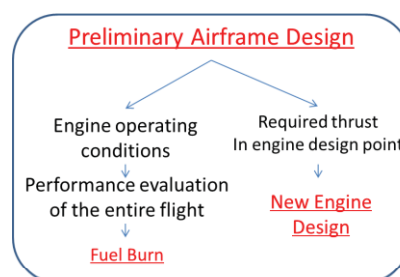 Preliminary Airframe Design
Engine operating
conditions
Performance evaluation
of the entire flight
Fuel Burn
Required thrust
In engine design point
New Engine
Design